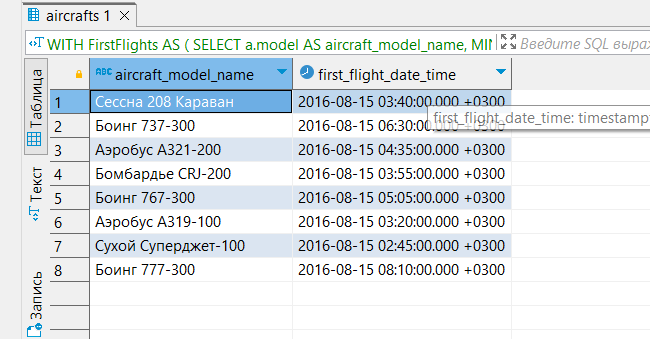 aircrafts 1
WITH FirstFlights AS ( SELECT a.model AS aircraft_model_name, MIN
Введите SQL выраж
Таблица
Текст
Запись
ABC aircraft_model_name first_flight_date_time
1 Сессна 208 Караван 2016-08-15 03:40:00.000 +0300
first_flight_date_time: timestampt
2 Боинг 737-300 2016-08-15 06:30:00.000 +0300
3 Аэробус A321-200 2016-08-15 04:35:00.000 +0300
4 Бомбардье CRJ-200 2016-08-15 03:55:00.000 +0300
5 Боинг 767-300 2016-08-15 05:05:00.000 +0300
6 Аэробус A319-100 2016-08-15 03:20:00.000 +0300
7 Сухой Суперджет-100 2016-08-15 02:45:00.000 +0300
8 Боинг 777-300 2016-08-15 08:10:00.000 +0300